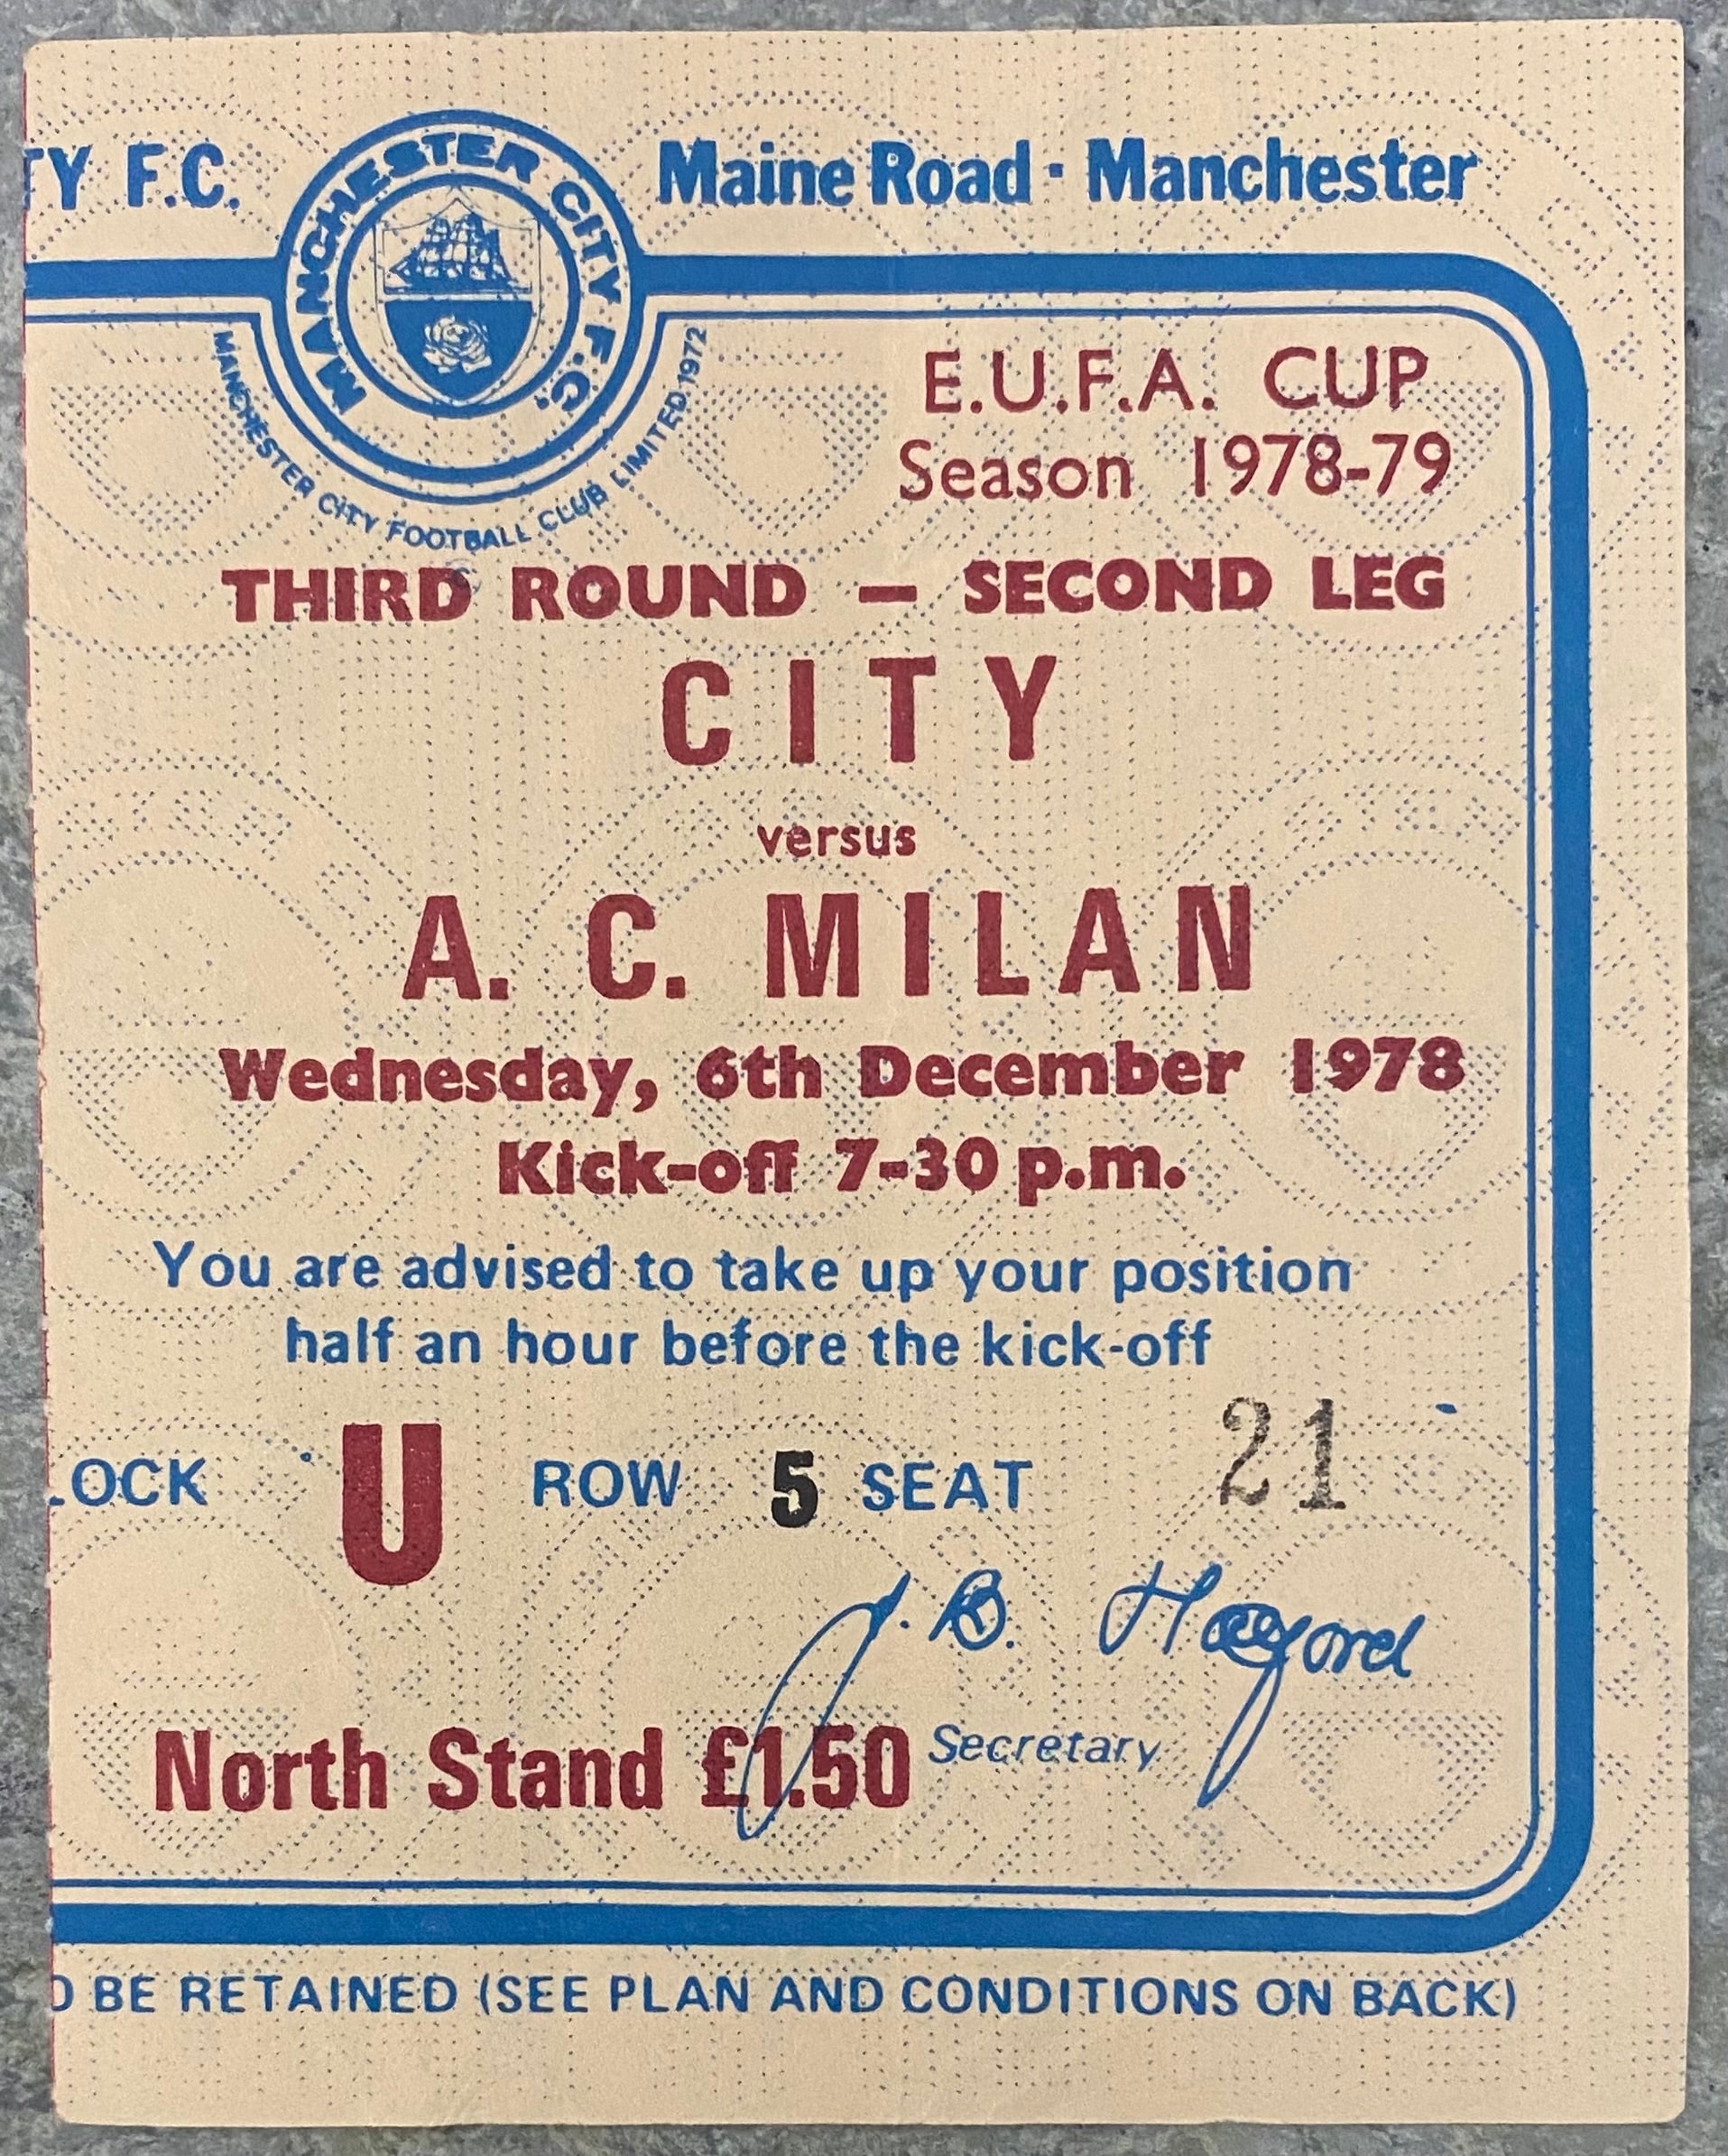 TY F.C.
MANCHESTER CITY F.C.
Maine Road · Manchester
MANCHESTER CITY FOOTBALL CLUB LIMITED.1972
E.U.F.A. CUP
Season 1978-79
THIRD ROUND — SECOND LEG
CITY
versus
A. C. MILAN
Wednesday, 6th December 1978
Kick-off 7-30 p.m.
You are advised to take up your position
half an hour before the kick-off
LOCK U ROW 5 SEAT 21
J. B. Halford
North Stand £1.50 Secretary
O BE RETAINED (SEE PLAN AND CONDITIONS ON BACK)